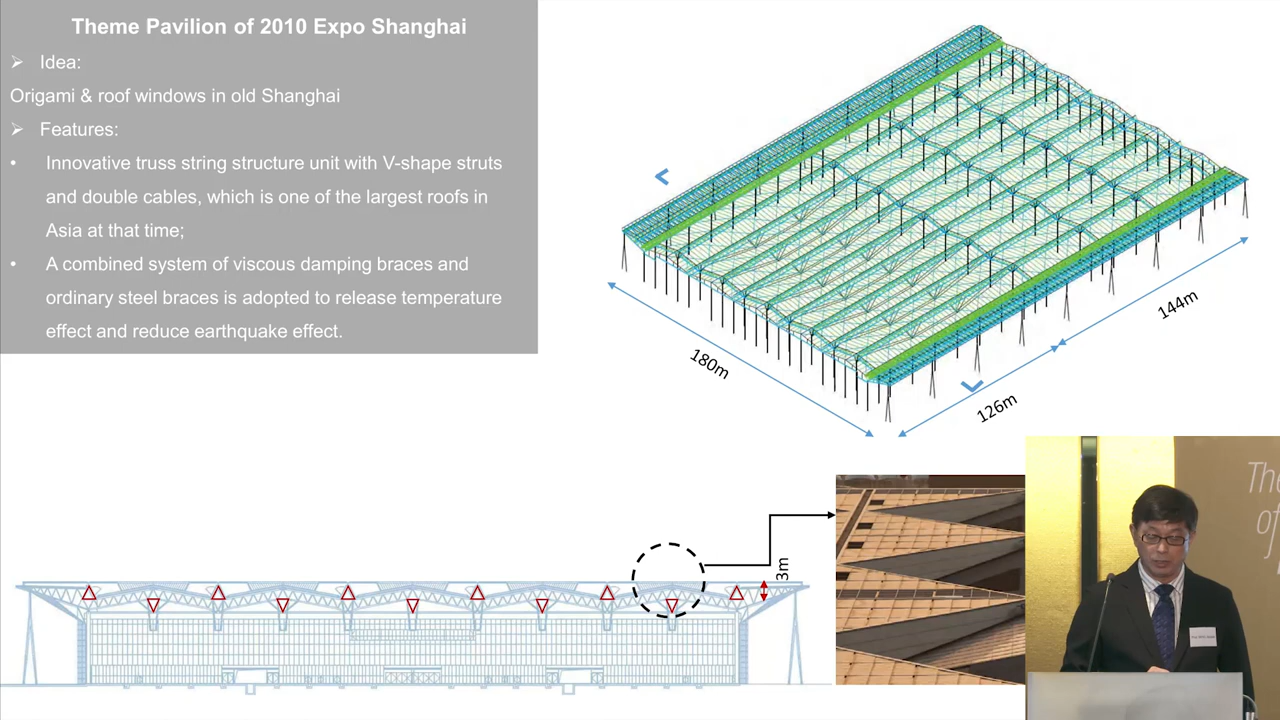 Theme Pavilion of 2010 Expo Shanghai
➢ Idea:
Origami & roof windows in old Shanghai
➢ Features:
• Innovative truss string structure unit with V-shape struts
and double cables, which is one of the largest roofs in
Asia at that time;
• A combined system of viscous damping braces and
ordinary steel braces is adopted to release temperature
effect and reduce earthquake effect.
180m
126m
144m
3m
The
of